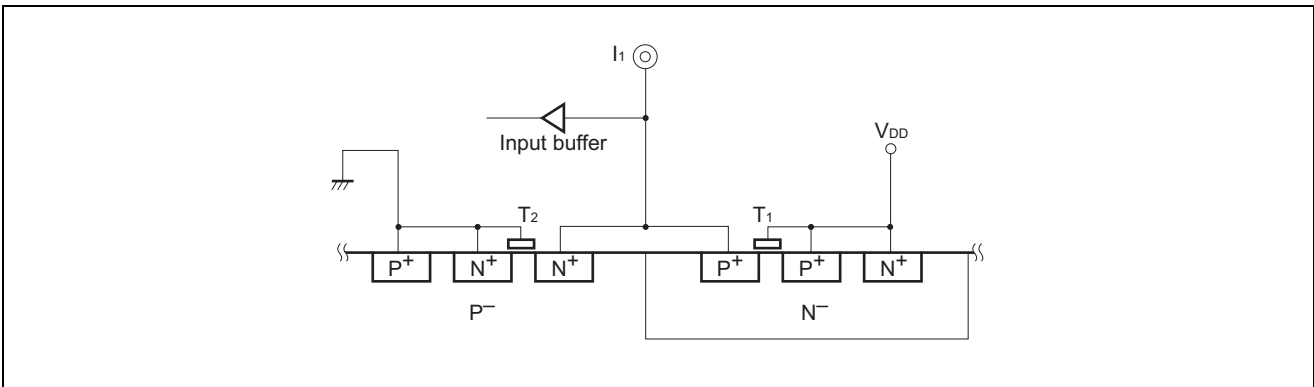 I1
Input buffer
VDD
T2
T1
P+
N+
N+
P+
P+
N+
P−
N−